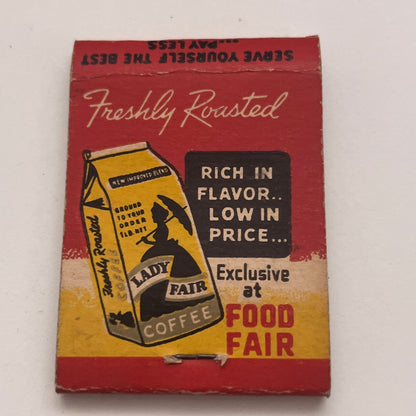 SERVE YOURSELF THE BEST
...PAY LESS
Freshly Roasted
RICH IN
FLAVOR..
LOW IN
PRICE...
Exclusive
at
FOOD
FAIR
NEW IMPROVED BLEND
GROUND
TO YOUR
ORDER
1 LB. NET
LADY
FAIR
COFFEE
Freshly Roasted
COFFEE